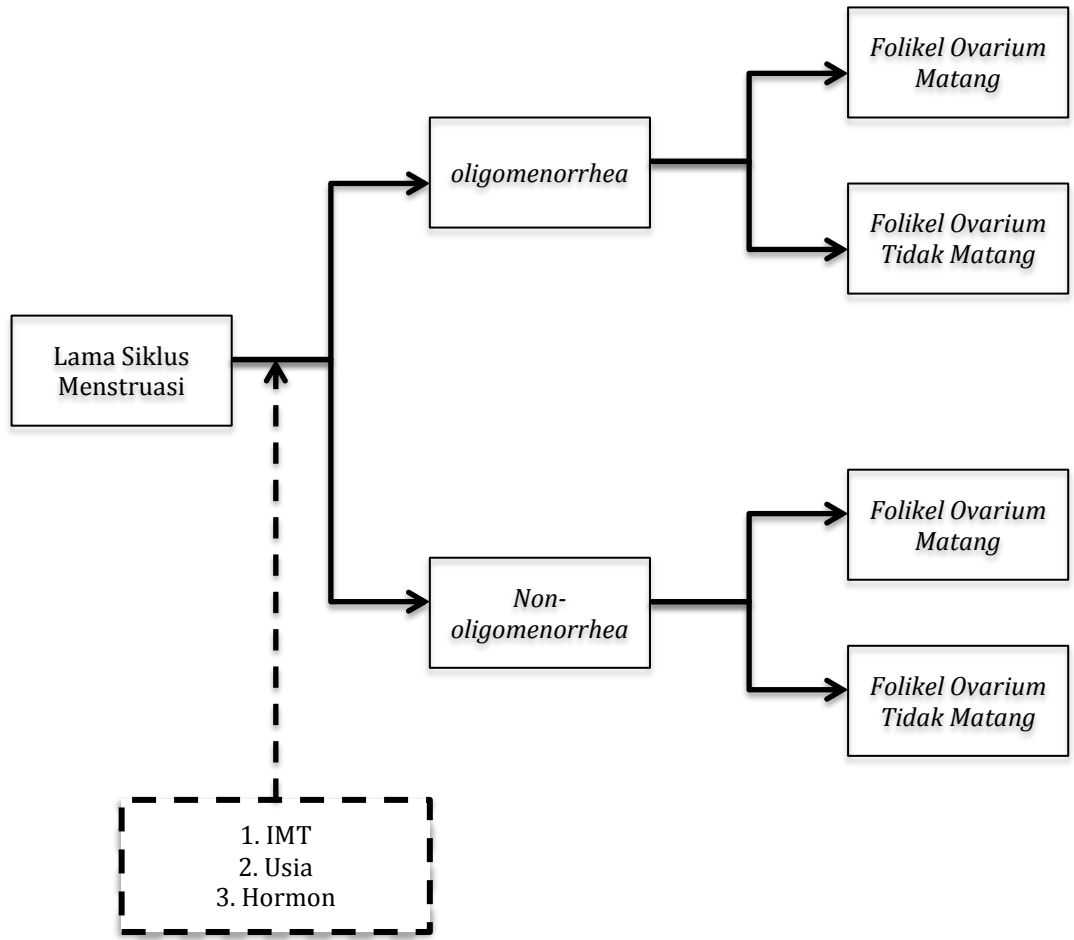 Folikel Ovarium
Matang
oligomenorrhea
Folikel Ovarium
Tidak Matang
Lama Siklus
Menstruasi
Folikel Ovarium
Matang
Non-
oligomenorrhea
Folikel Ovarium
Tidak Matang
1. IMT
2. Usia
3. Hormon